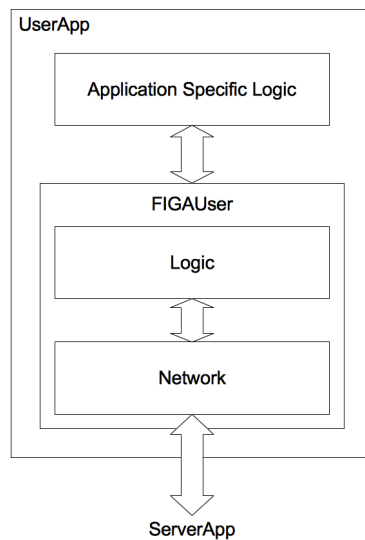 UserApp
Application Specific Logic
FIGAUser
Logic
Network
ServerApp